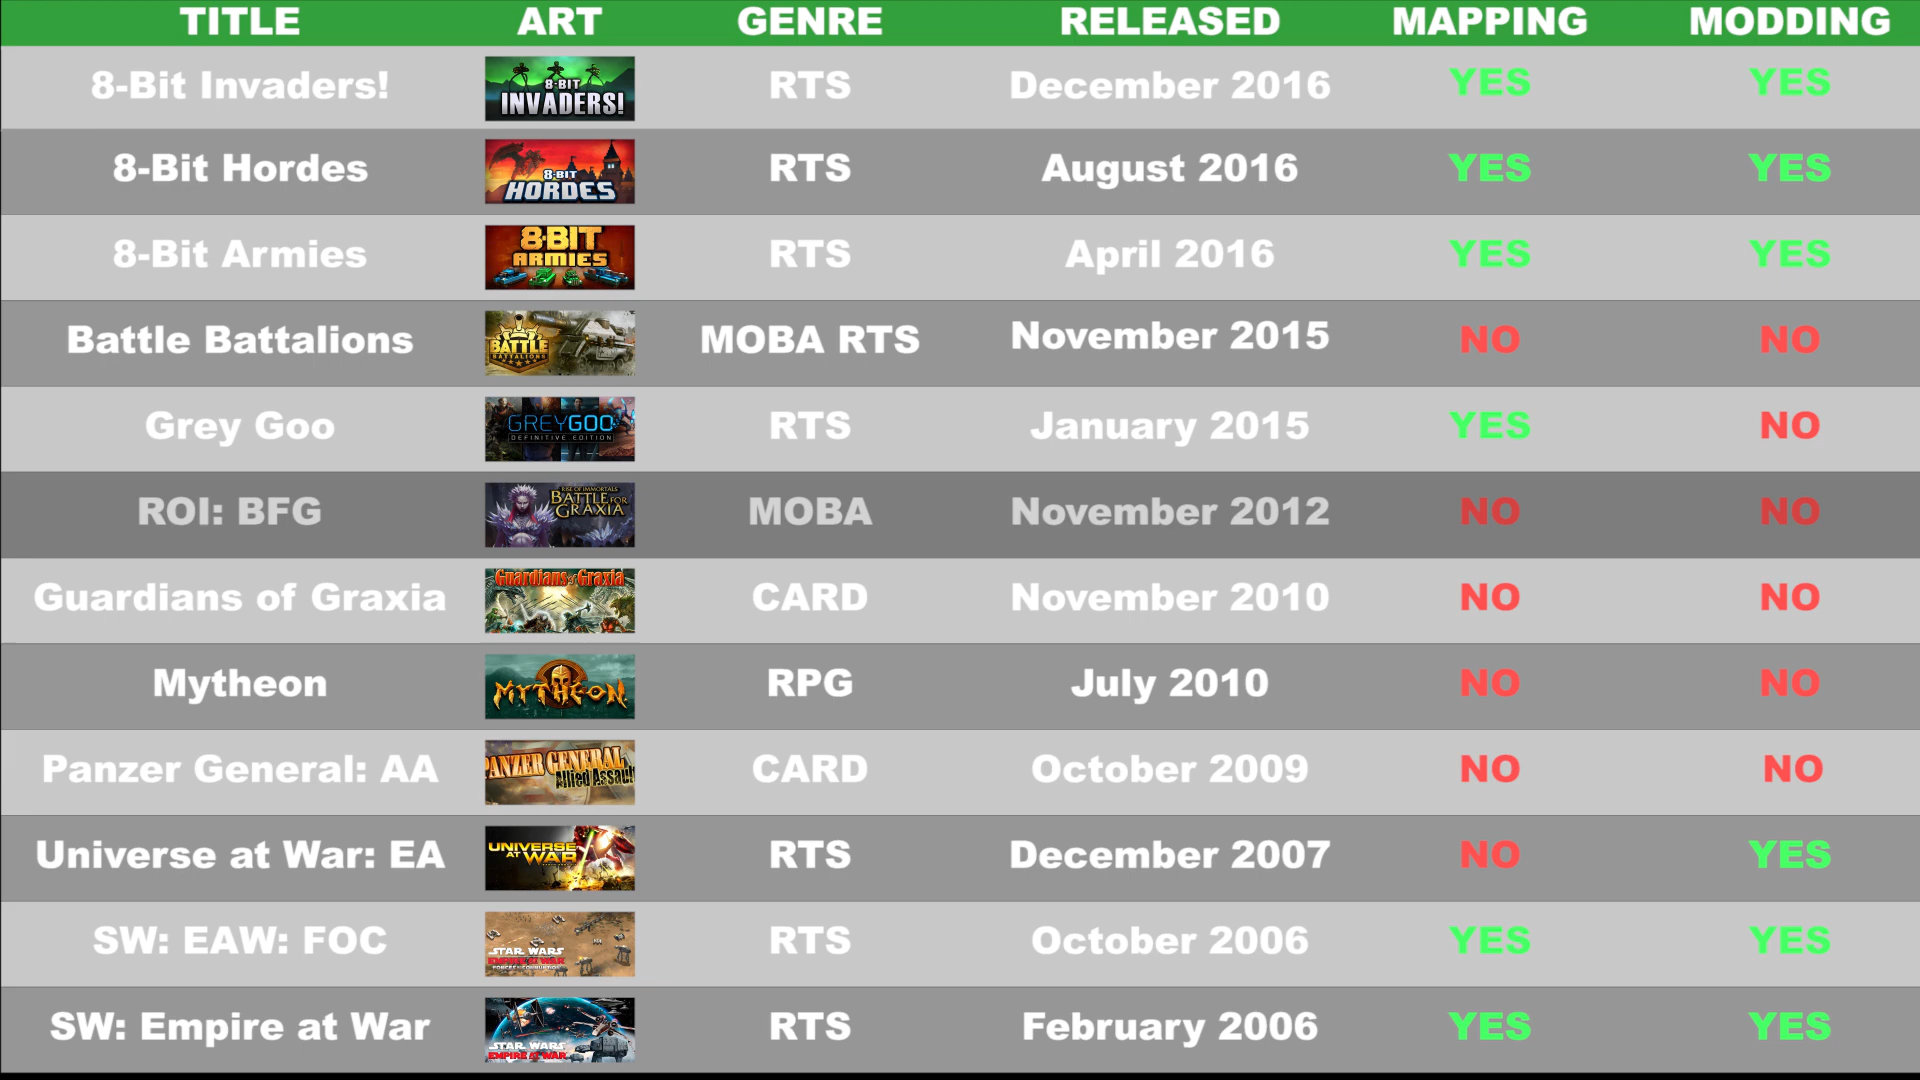 TITLE ART GENRE RELEASED MAPPING MODDING
8-Bit Invaders! 8-BIT INVADERS! RTS December 2016 YES YES
8-Bit Hordes 8-BIT HORDES RTS August 2016 YES YES
8-Bit Armies 8-BIT ARMIES RTS April 2016 YES YES
Battle Battalions BATTLE BATTALIONS MOBA RTS November 2015 NO NO
Grey Goo GREYGOO DEFINITIVE EDITION RTS January 2015 YES NO
ROI: BFG RISE OF IMMORTALS BATTLE FOR GRAXIA MOBA November 2012 NO NO
Guardians of Graxia Guardians of Graxia CARD November 2010 NO NO
Mytheon MYTHEON RPG July 2010 NO NO
Panzer General: AA PANZER GENERAL Allied Assault CARD October 2009 NO NO
Universe at War: EA UNIVERSE AT WAR RTS December 2007 NO YES
SW: EAW: FOC STAR WARS EMPIRE AT WAR FORCES OF CORRUPTION RTS October 2006 YES YES
SW: Empire at War STAR WARS EMPIRE AT WAR RTS February 2006 YES YES